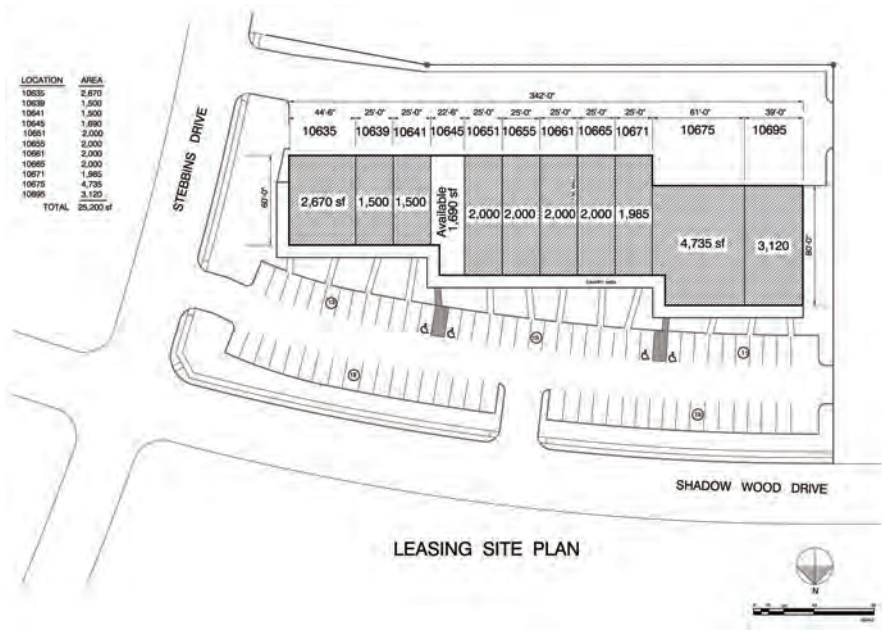 LOCATION AREA
10635 2,670
10639 1,500
10641 1,500
10645 1,690
10651 2,000
10655 2,000
10661 2,000
10665 2,000
10671 1,985
10675 4,735
10695 3,120
TOTAL 25,200 sf
STEBBINS DRIVE
342'-0"
44'-6" 25'-0" 25'-0" 22'-6" 25'-0" 25'-0" 25'-0" 25'-0" 25'-0" 61'-0" 39'-0"
10635 10639 10641 10645 10651 10655 10661 10665 10671 10675 10695
60'-0"
2,670 sf 1,500 1,500
Available
1,690 sf
2,000 2,000 2,000 2,000 1,985
4,735 sf 3,120
80'-0"
CANOPY AREA
13
15
11
SHADOW WOOD DRIVE
LEASING SITE PLAN
N